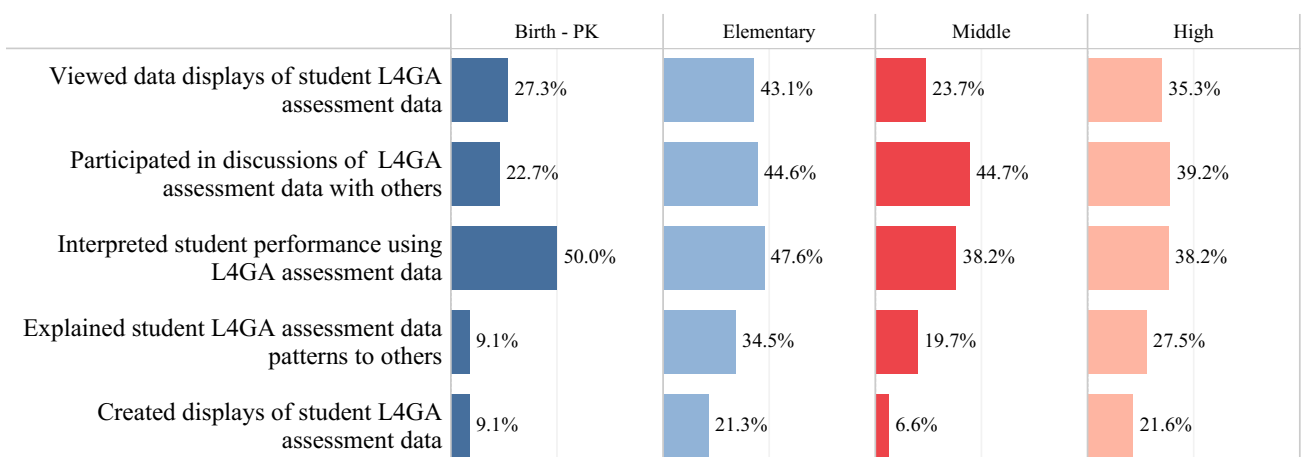 Birth - PK Elementary Middle High
Viewed data displays of student L4GA
assessment data
27.3% 43.1% 23.7% 35.3%
Participated in discussions of L4GA
assessment data with others
22.7% 44.6% 44.7% 39.2%
Interpreted student performance using
L4GA assessment data
50.0% 47.6% 38.2% 38.2%
Explained student L4GA assessment data
patterns to others
9.1% 34.5% 19.7% 27.5%
Created displays of student L4GA
assessment data
9.1% 21.3% 6.6% 21.6%